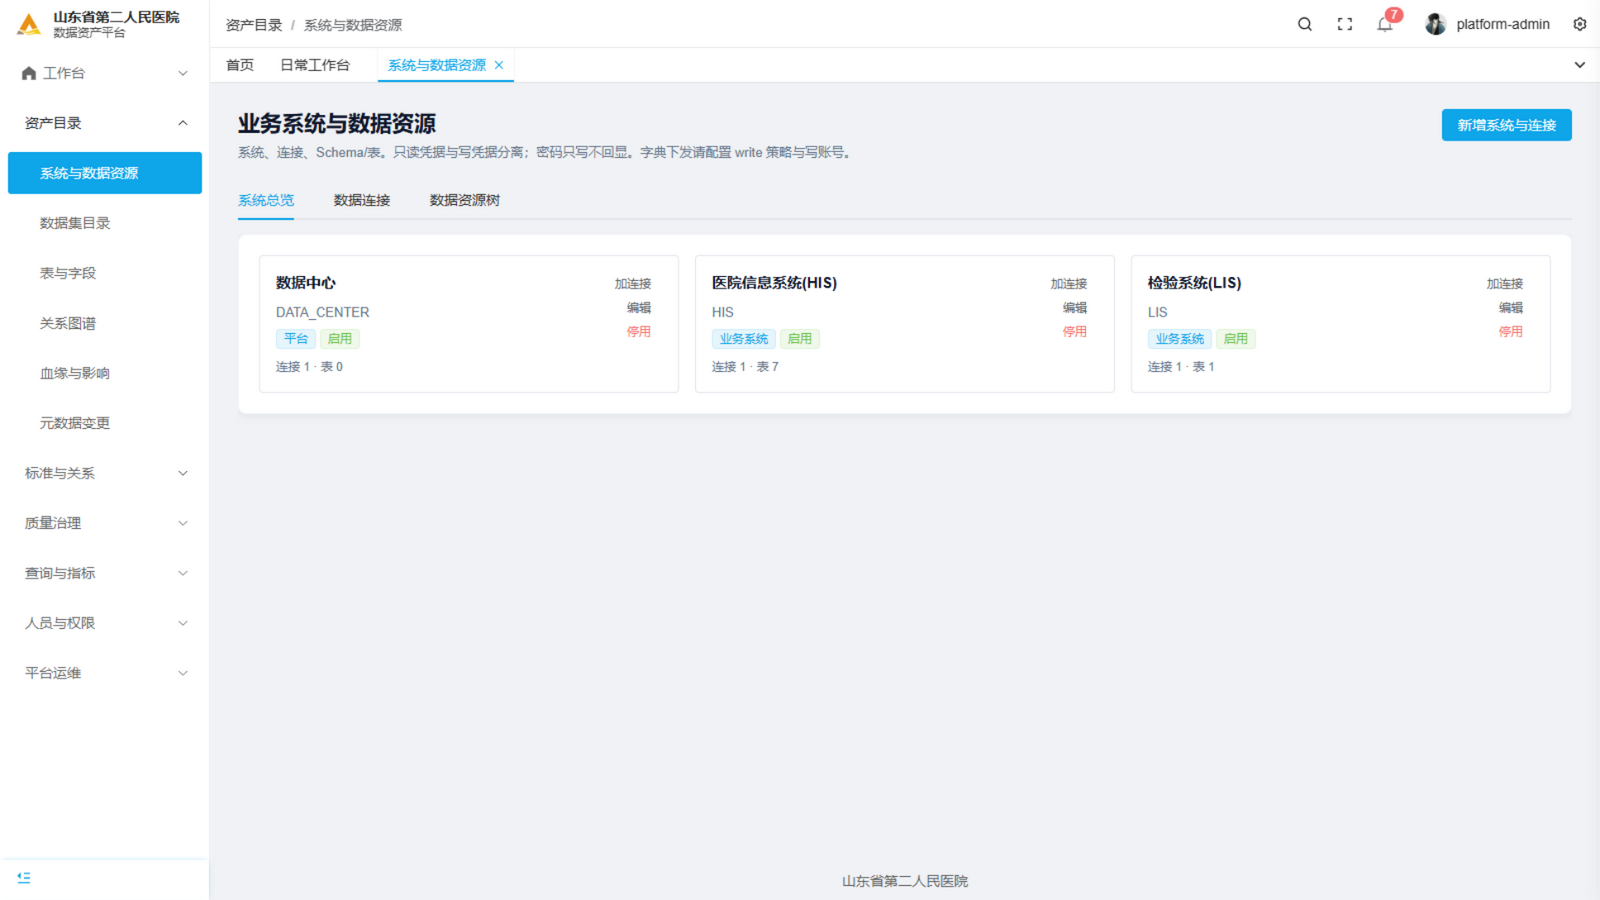 山东省第二人民医院
数据资产平台
工作台
资产目录
系统与数据资源
数据集目录
表与字段
关系图谱
血缘与影响
元数据变更
标准与关系
质量治理
查询与指标
人员与权限
平台运维
资产目录 / 系统与数据资源
7
platform-admin
首页 日常工作台 系统与数据资源
业务系统与数据资源
新增系统与连接
系统、连接、Schema/表。只读凭据与写凭据分离；密码只写不回显。字典下发请配置 write 策略与写账号。
系统总览 数据连接 数据资源树
数据中心
加连接
DATA_CENTER
编辑
平台 启用
停用
连接 1 · 表 0
医院信息系统(HIS)
加连接
HIS
编辑
业务系统 启用
停用
连接 1 · 表 7
检验系统(LIS)
加连接
LIS
编辑
业务系统 启用
停用
连接 1 · 表 1
山东省第二人民医院